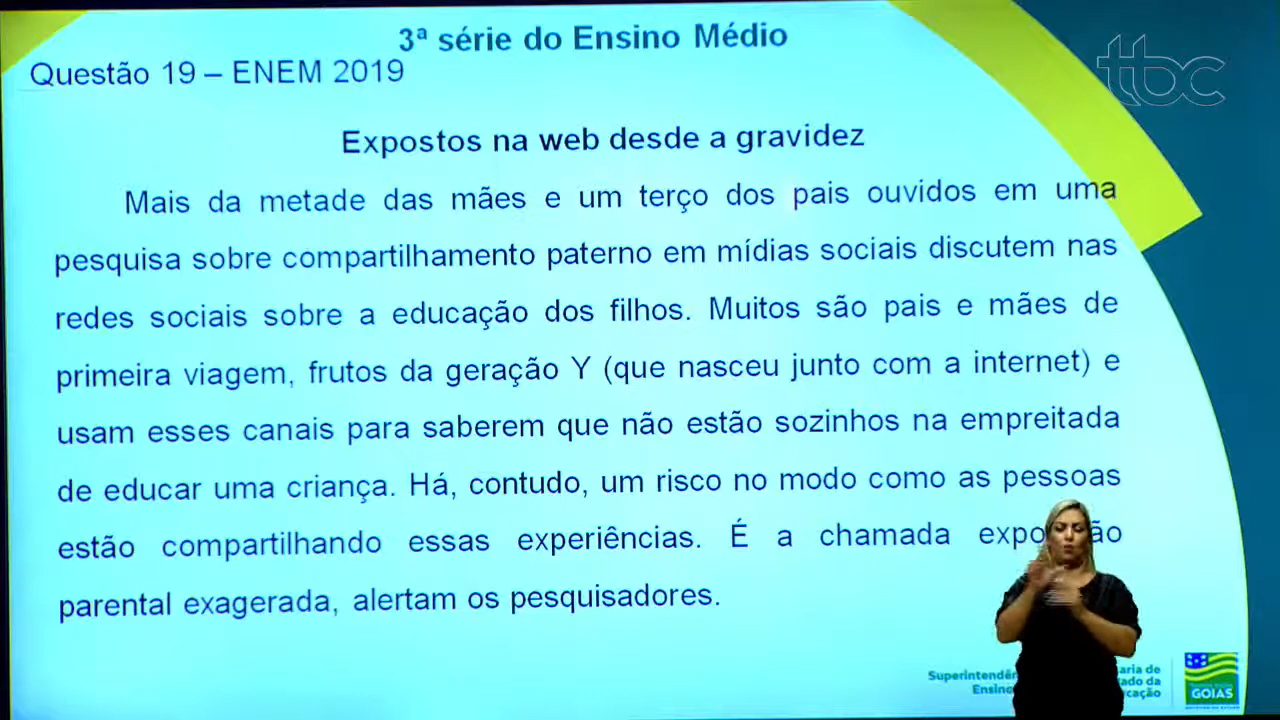 3ª série do Ensino Médio
Questão 19 – ENEM 2019
ttbc
Expostos na web desde a gravidez
Mais da metade das mães e um terço dos pais ouvidos em uma
pesquisa sobre compartilhamento paterno em mídias sociais discutem nas
redes sociais sobre a educação dos filhos. Muitos são pais e mães de
primeira viagem, frutos da geração Y (que nasceu junto com a internet) e
usam esses canais para saberem que não estão sozinhos na empreitada
de educar uma criança. Há, contudo, um risco no modo como as pessoas
estão compartilhando essas experiências. É a chamada
parental exagerada, alertam os pesquisadores.
GOIÁS